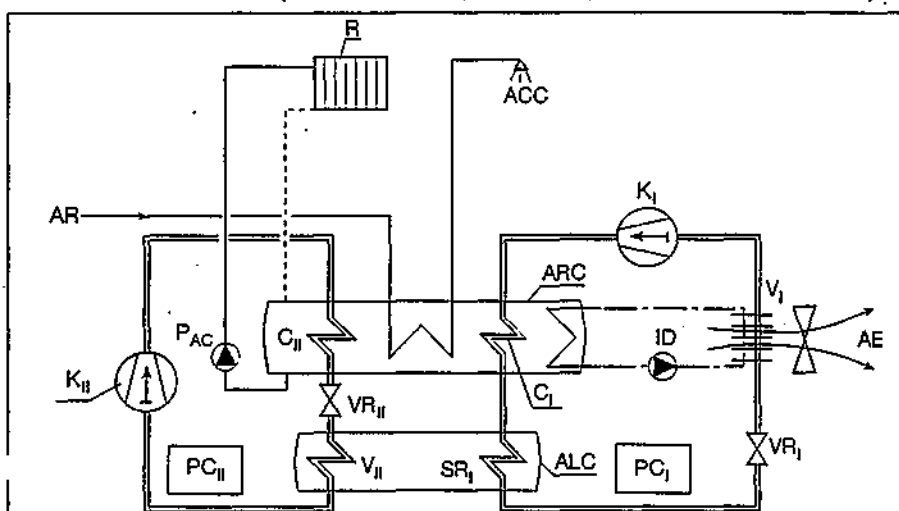 R
ACC
K_I
AR
ARC
V_I
P_AC
C_II
ID
AE
K_II
C_I
VR_II
VR_I
PC_II
V_II
SR_I
ALC
PC_I